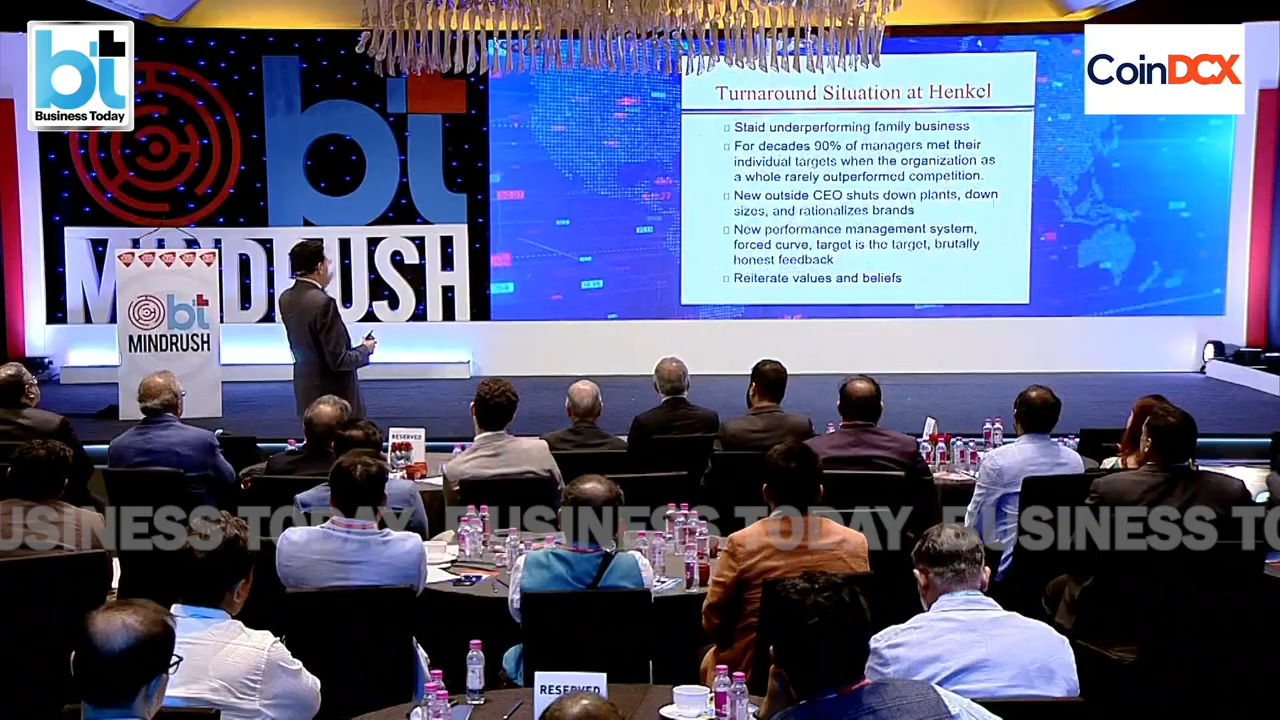 bt
Business Today
CoinDCX
bt
MINDRUSH
bt
MINDRUSH
Turnaround Situation at Henkel
Staid underperforming family business
For decades 90% of managers met their
individual targets when the organization as
a whole rarely outperformed competition.
New outside CEO shuts down plants, down
sizes, and rationalizes brands
New performance management system,
forced curve, target is the target, brutally
honest feedback
Reiterate values and beliefs
RESERVED
BUSINESS TODAY BUSINESS TODAY BUSINESS TO
RESERVED